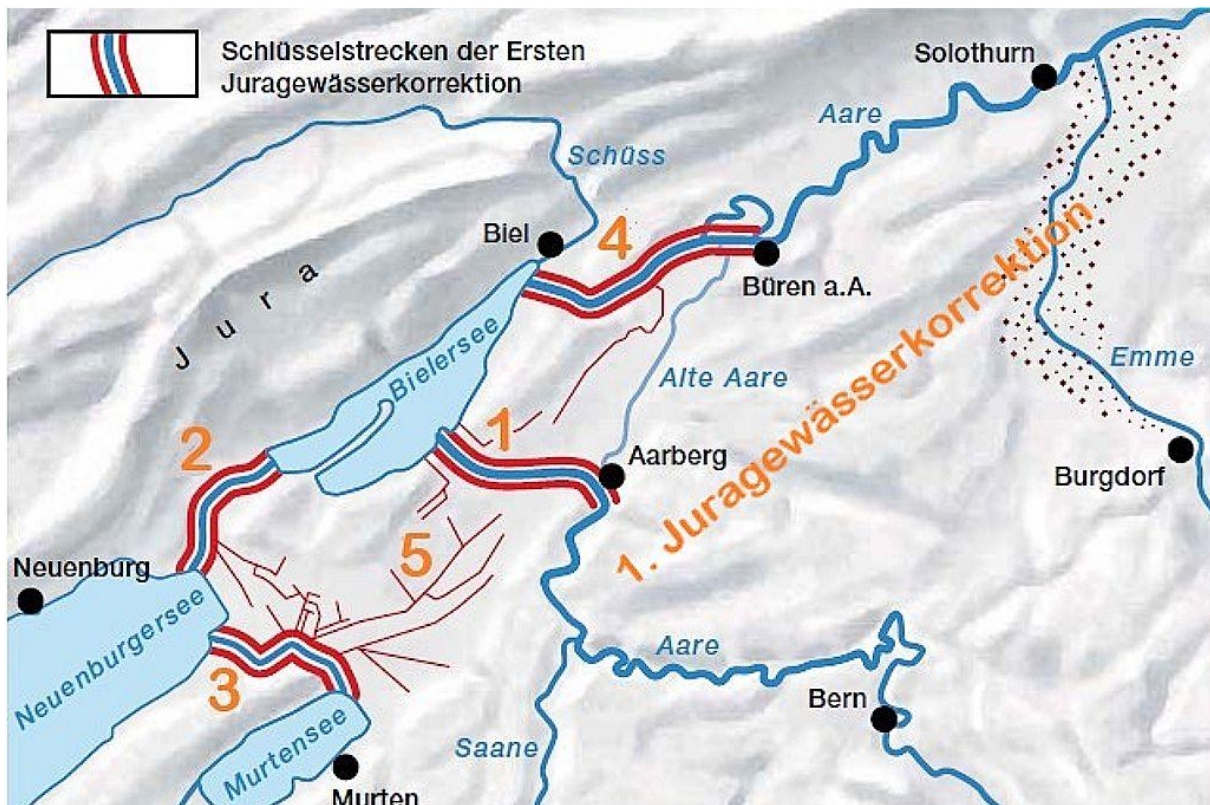 Schlüsselstrecken der Ersten
Juragewässerkorrektion
Solothurn
Aare
Schüss
Biel
4
Büren a.A.
Jura
Bielersee
Alte Aare
Emme
1. Juragewässerkorrektion
2
1
Aarberg
Burgdorf
5
Neuenburg
Neuenburgersee
3
Aare
Bern
Saane
Murtensee
Murten